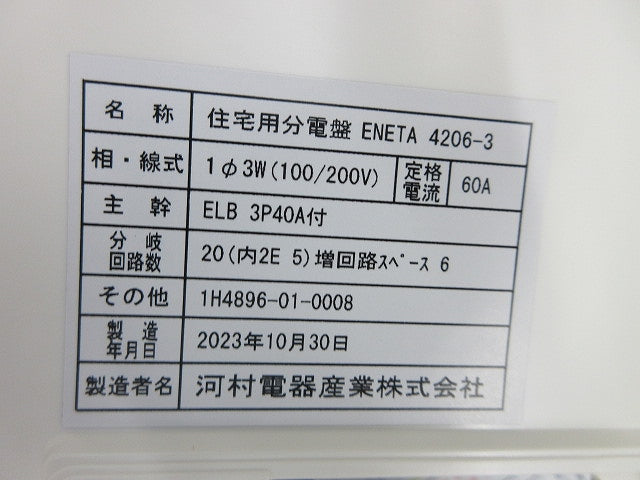 名 称 住宅用分電盤 ENETA 4206-3
相・線式 1φ3W(100/200V) 定格電流 60A
主 幹 ELB 3P40A付
分岐回路数 20(内2E 5)増回路ｽﾍﾟｰｽ 6
その他 1H4896-01-0008
製造年月日 2023年10月30日
製造者名 河村電器産業株式会社